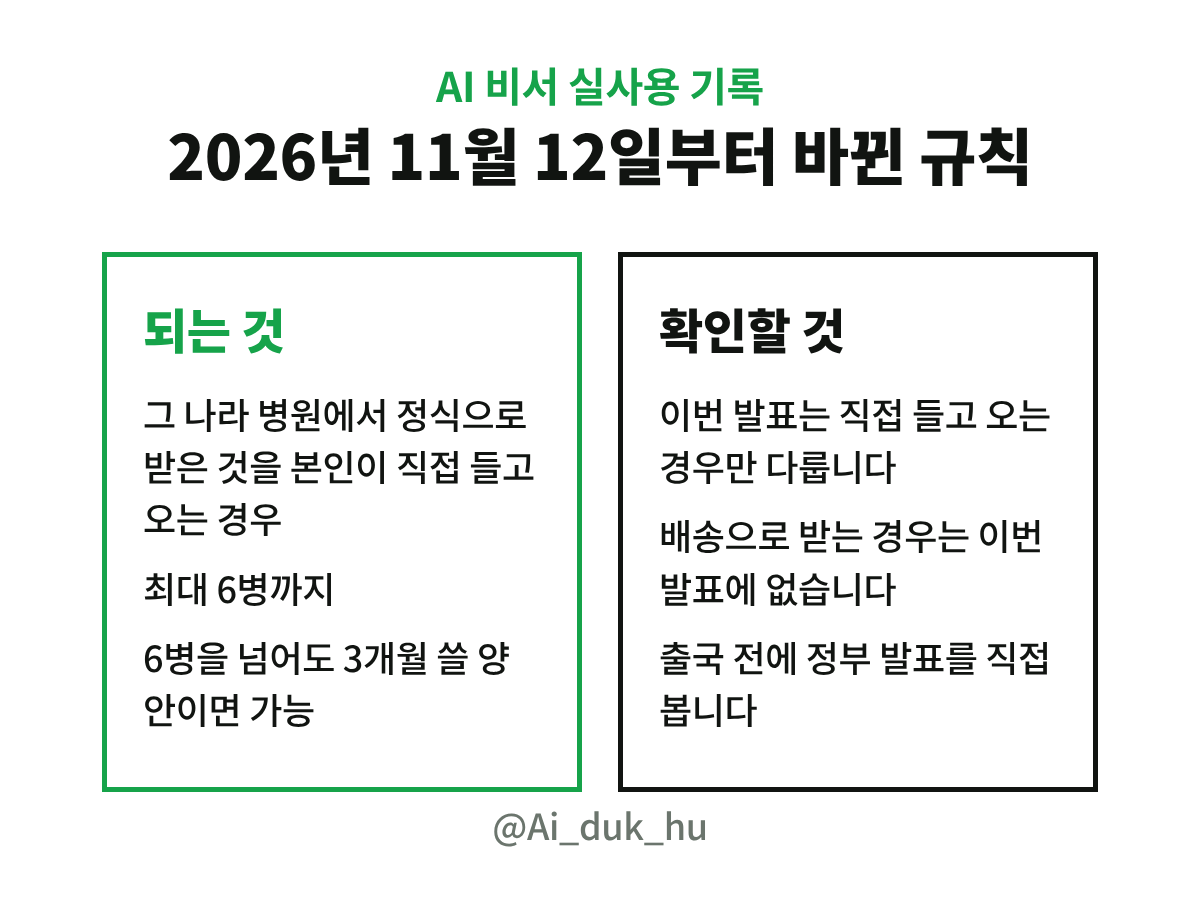 AI 비서 실사용 기록
2026년 11월 12일부터 바뀐 규칙
되는 것
그 나라 병원에서 정식으로
받은 것을 본인이 직접 들고
오는 경우
최대 6병까지
6병을 넘어도 3개월 쓸 양
안이면 가능
확인할 것
이번 발표는 직접 들고 오는
경우만 다룹니다
배송으로 받는 경우는 이번
발표에 없습니다
출국 전에 정부 발표를 직접
봅니다
@Ai_duk_hu